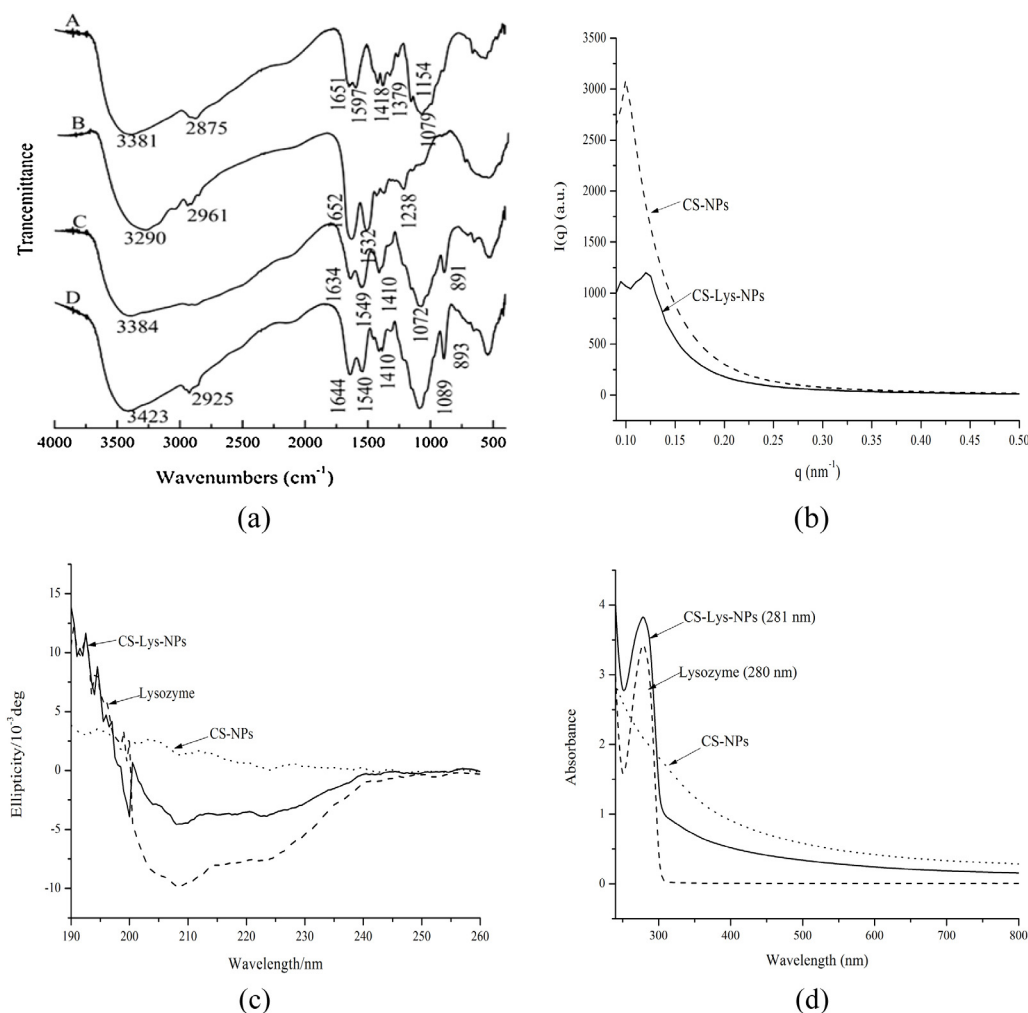 A
1651
1597
1418
1379
1154
1079
3381
2875
B
1652
1532
1238
3290
2961
C
1634
1549
1410
1072
891
3384
D
1644
1540
1410
1089
893
3423
2925
Trancemittance
4000 3000 2500 2000 1500 1000 500
Wavenumbers (cm-1)
(a)
3500
3000
2500
2000
1500
1000
500
0
I(q) (a.u.)
CS-NPs
CS-Lys-NPs
0.10 0.15 0.20 0.25 0.30 0.35 0.40 0.45 0.50
q (nm-1)
(b)
15
10
5
0
-5
-10
Ellipticity/10-3deg
CS-Lys-NPs
Lysozyme
CS-NPs
190 200 210 220 230 240 250 260
Wavelength/nm
(c)
4
3
2
1
0
Absorbance
CS-Lys-NPs (281 nm)
Lysozyme (280 nm)
CS-NPs
300 400 500 600 700 800
Wavelength (nm)
(d)